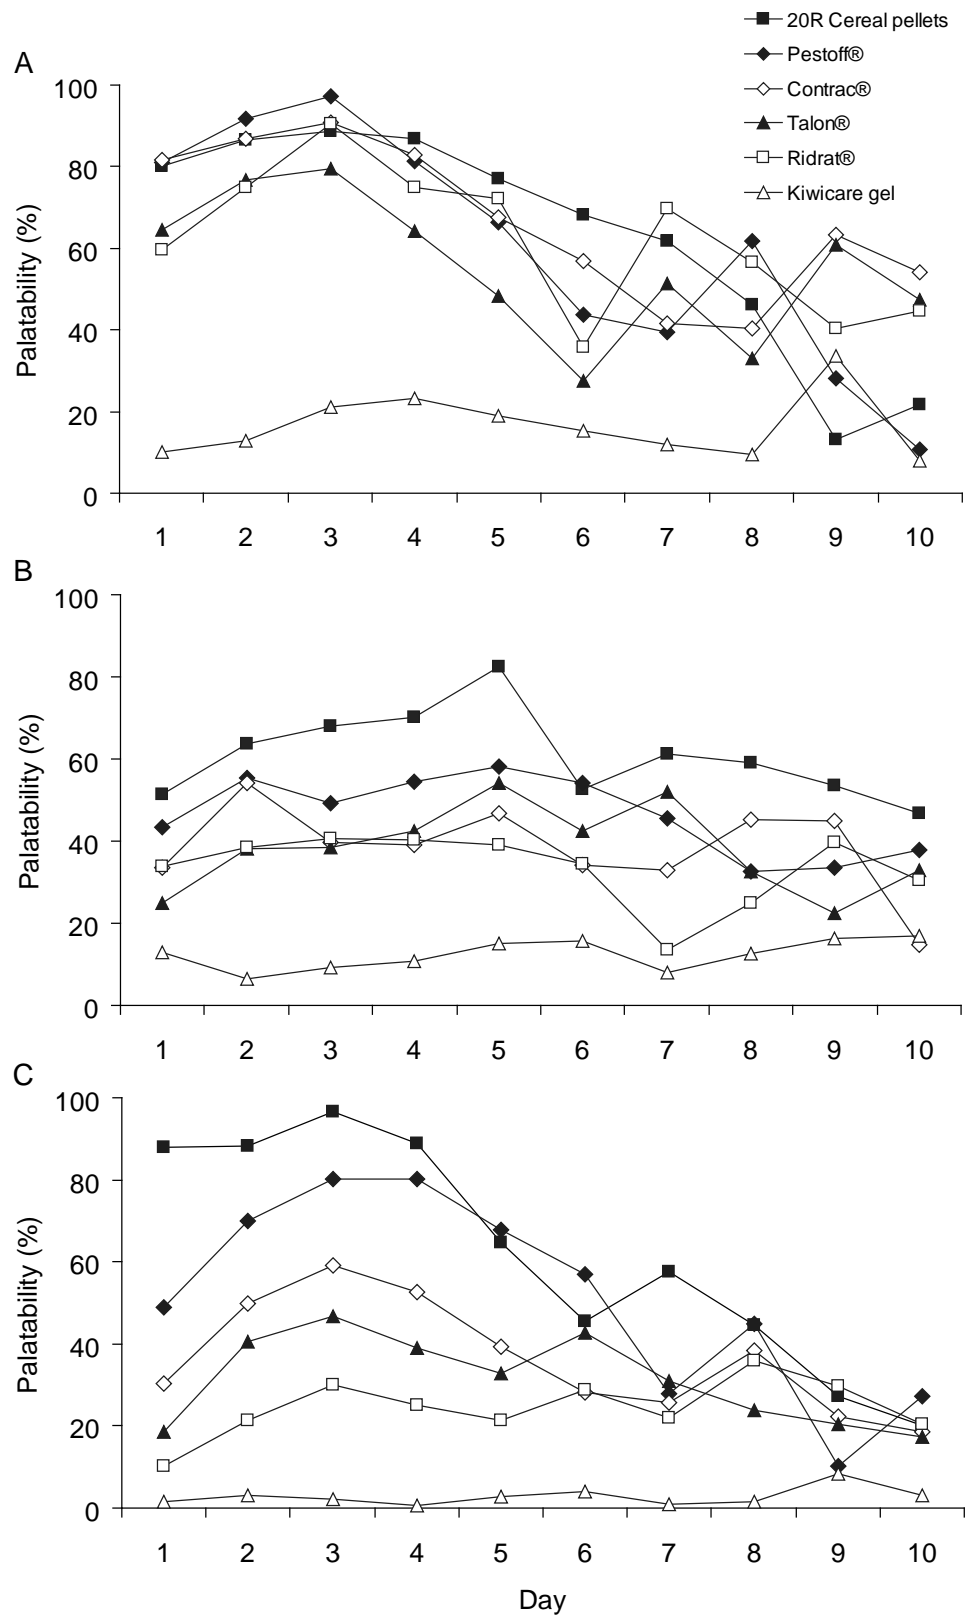 20R Cereal pellets
Pestoff®
Contrac®
Talon®
Ridrat®
Kiwicare gel
A
100
80
60
40
20
0
Palatability (%)
1 2 3 4 5 6 7 8 9 10
B
100
80
60
40
20
0
Palatability (%)
1 2 3 4 5 6 7 8 9 10
C
100
80
60
40
20
0
Palatability (%)
1 2 3 4 5 6 7 8 9 10
Day